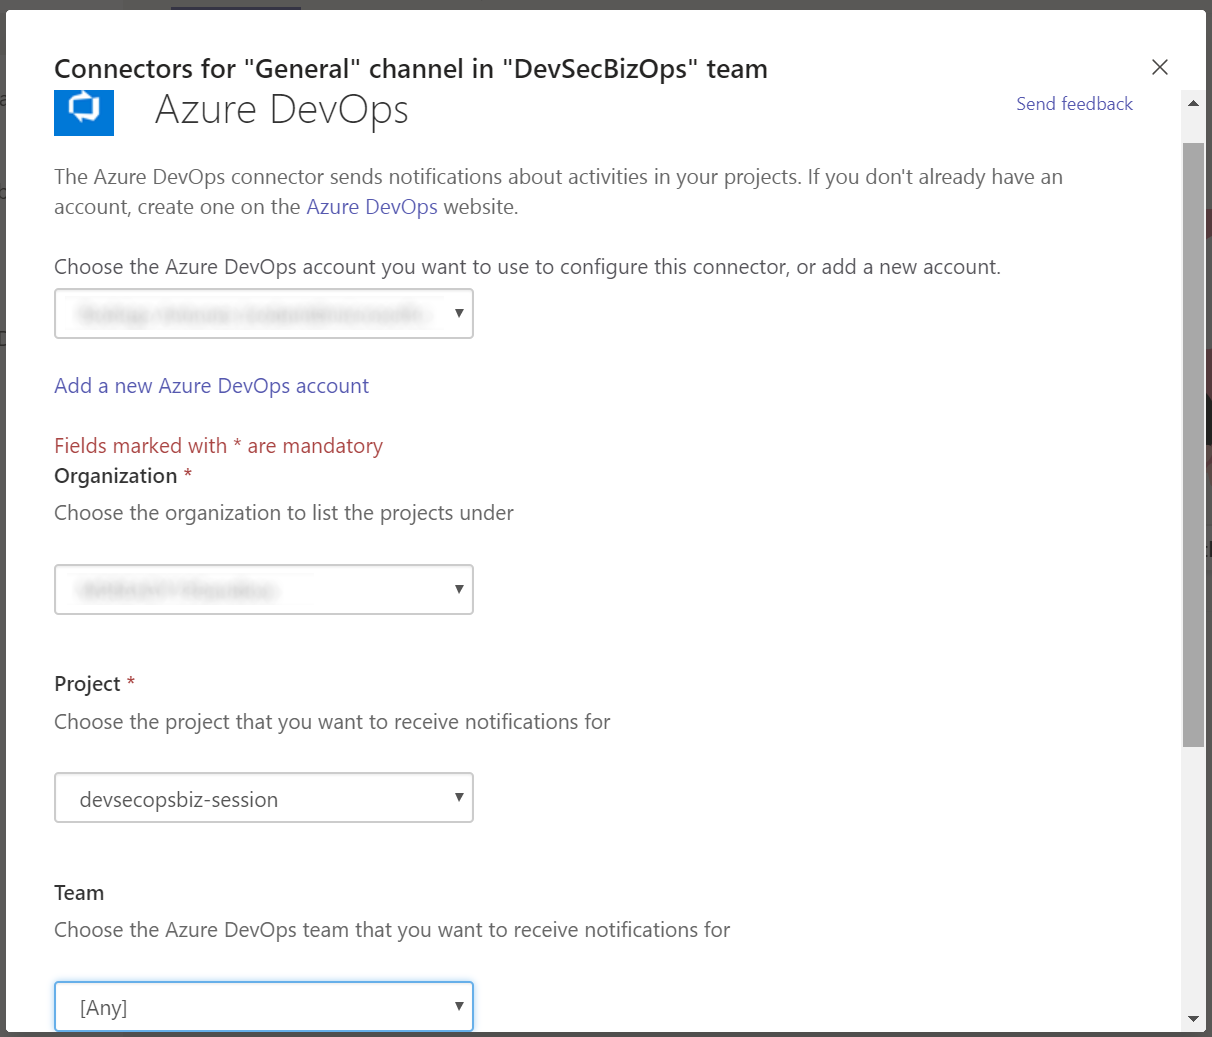 Connectors for "General" channel in "DevSecBizOps" team
Azure DevOps
Send feedback
The Azure DevOps connector sends notifications about activities in your projects. If you don't already have an
account, create one on the Azure DevOps website.
Choose the Azure DevOps account you want to use to configure this connector, or add a new account.
Add a new Azure DevOps account
Fields marked with * are mandatory
Organization *
Choose the organization to list the projects under
Project *
Choose the project that you want to receive notifications for
devsecopsbiz-session
Team
Choose the Azure DevOps team that you want to receive notifications for
[Any]